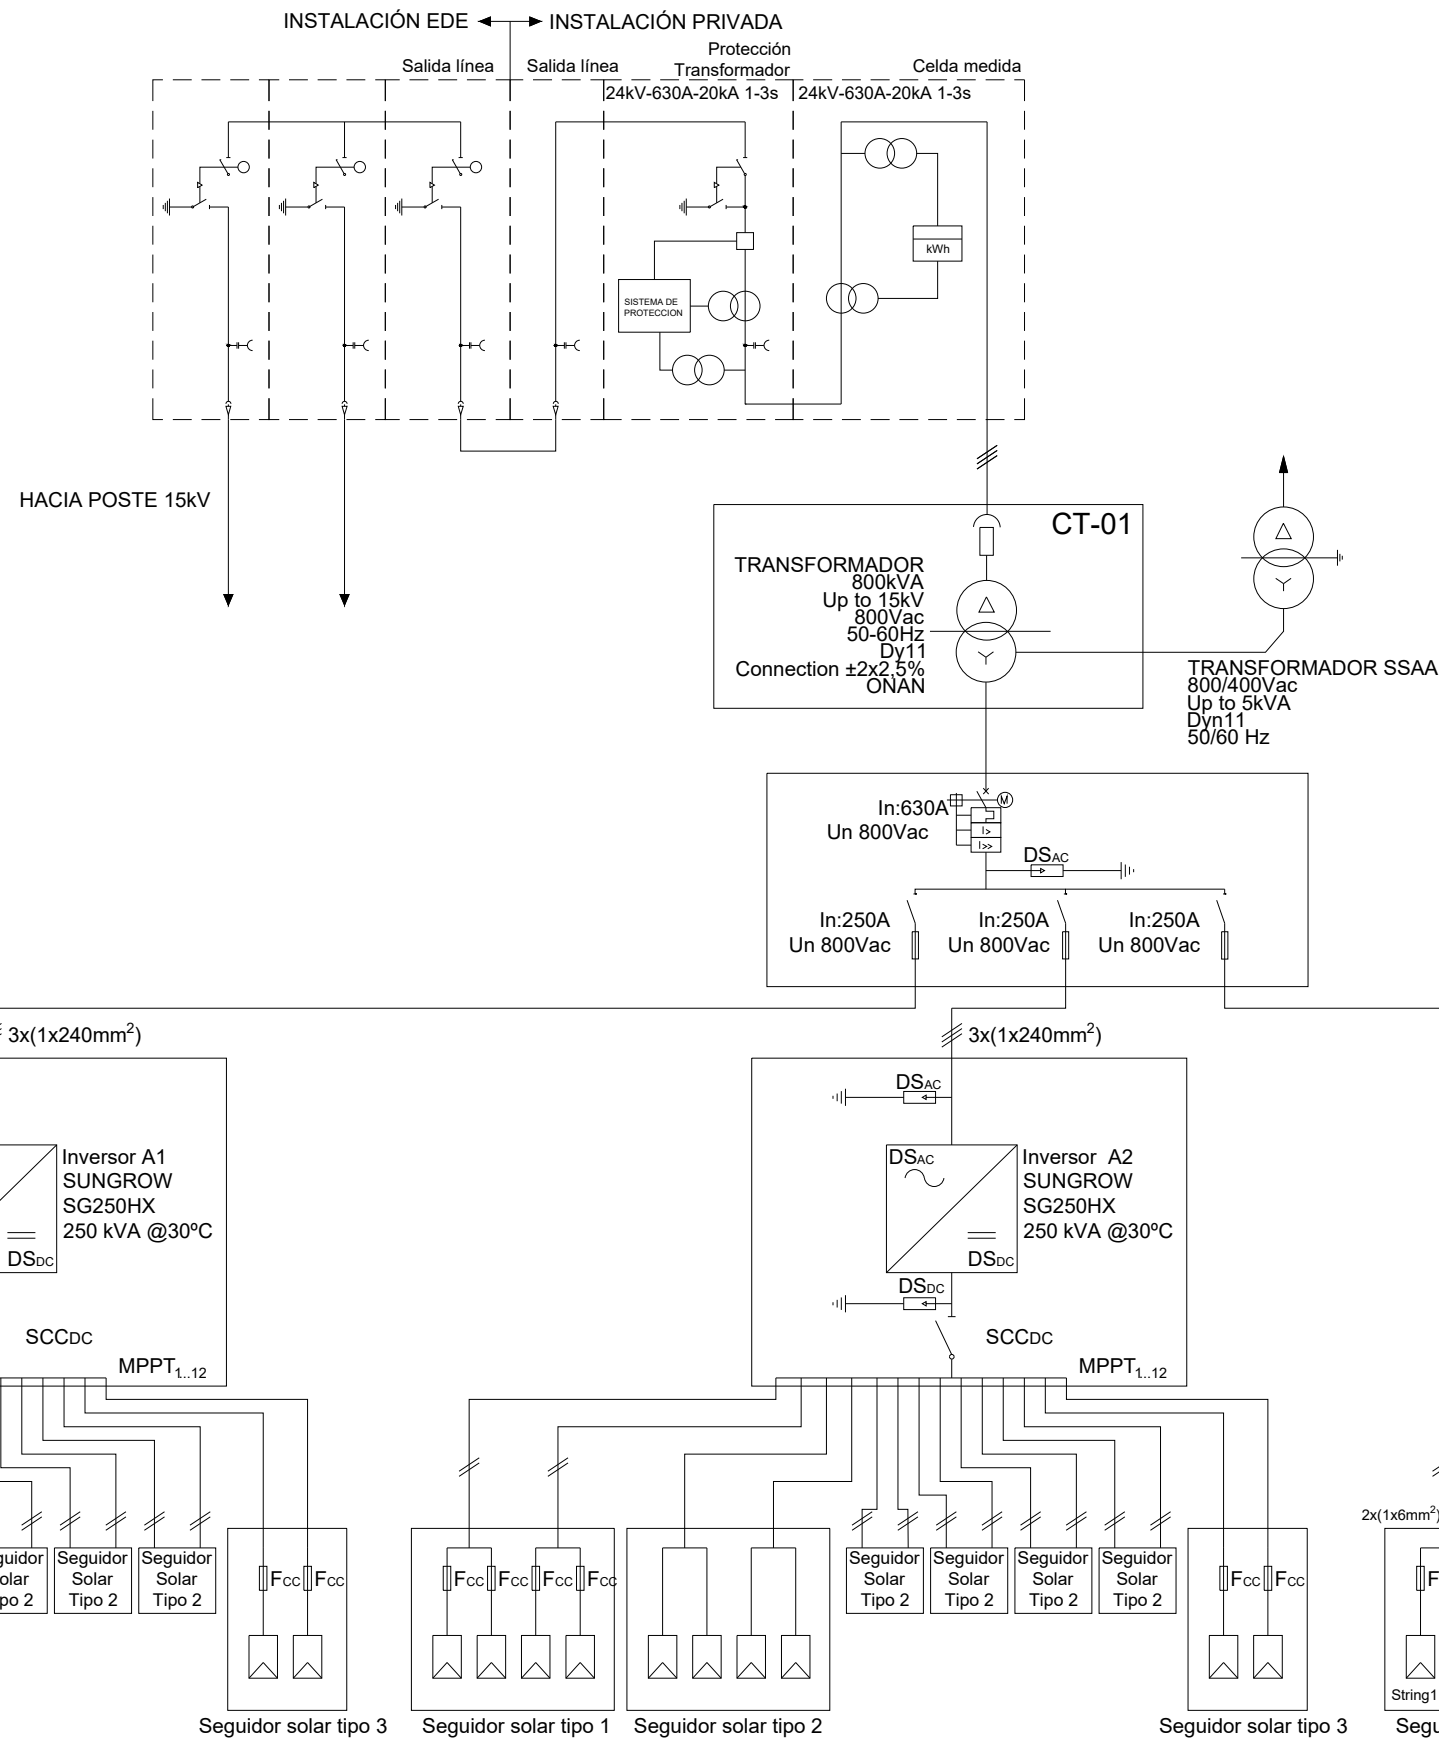 INSTALACIÓN EDE
INSTALACIÓN PRIVADA
Salida línea
Salida línea
Protección
Transformador
Celda medida
24kV-630A-20kA 1-3s
24kV-630A-20kA 1-3s
kWh
SISTEMA DE
PROTECCION
HACIA POSTE 15kV
CT-01
TRANSFORMADOR
800kVA
Up to 15kV
800Vac
50-60Hz
Dy11
Connection ±2x2,5%
ONAN
TRANSFORMADOR SSAA
800/400Vac
Up to 5kVA
Dyn11
50/60 Hz
In:630A
Un 800Vac
M
I>
I>>
DSAC
In:250A
Un 800Vac
In:250A
Un 800Vac
In:250A
Un 800Vac
3x(1x240mm²)
3x(1x240mm²)
DSAC
Inversor A1
SUNGROW
SG250HX
250 kVA @30ºC
DSDC
DSAC
DSDC
Inversor A2
SUNGROW
SG250HX
250 kVA @30ºC
DSDC
SCCDC
MPPT1...12
SCCDC
MPPT1...12
2x(1x6mm²)
Seguidor
Solar
Tipo 2
Seguidor
Solar
Tipo 2
Fcc
Fcc
Fcc
Fcc
Fcc
Fcc
Seguidor
Solar
Tipo 2
Seguidor
Solar
Tipo 2
Seguidor
Solar
Tipo 2
Seguidor
Solar
Tipo 2
Fcc
Fcc
String1
Seguidor solar tipo 3
Seguidor solar tipo 1
Seguidor solar tipo 2
Seguidor solar tipo 3